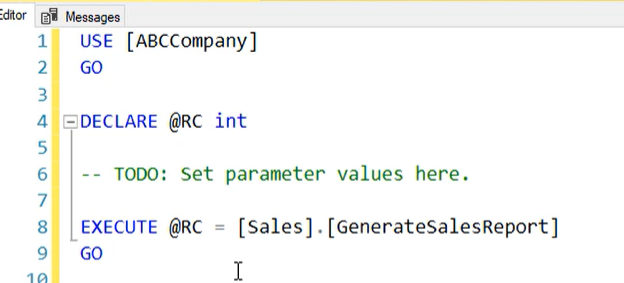 Editor Messages
1 USE [ABCCompany]
2 GO
3
4 DECLARE @RC int
5
6 -- TODO: Set parameter values here.
7
8 EXECUTE @RC = [Sales].[GenerateSalesReport]
9 GO
10